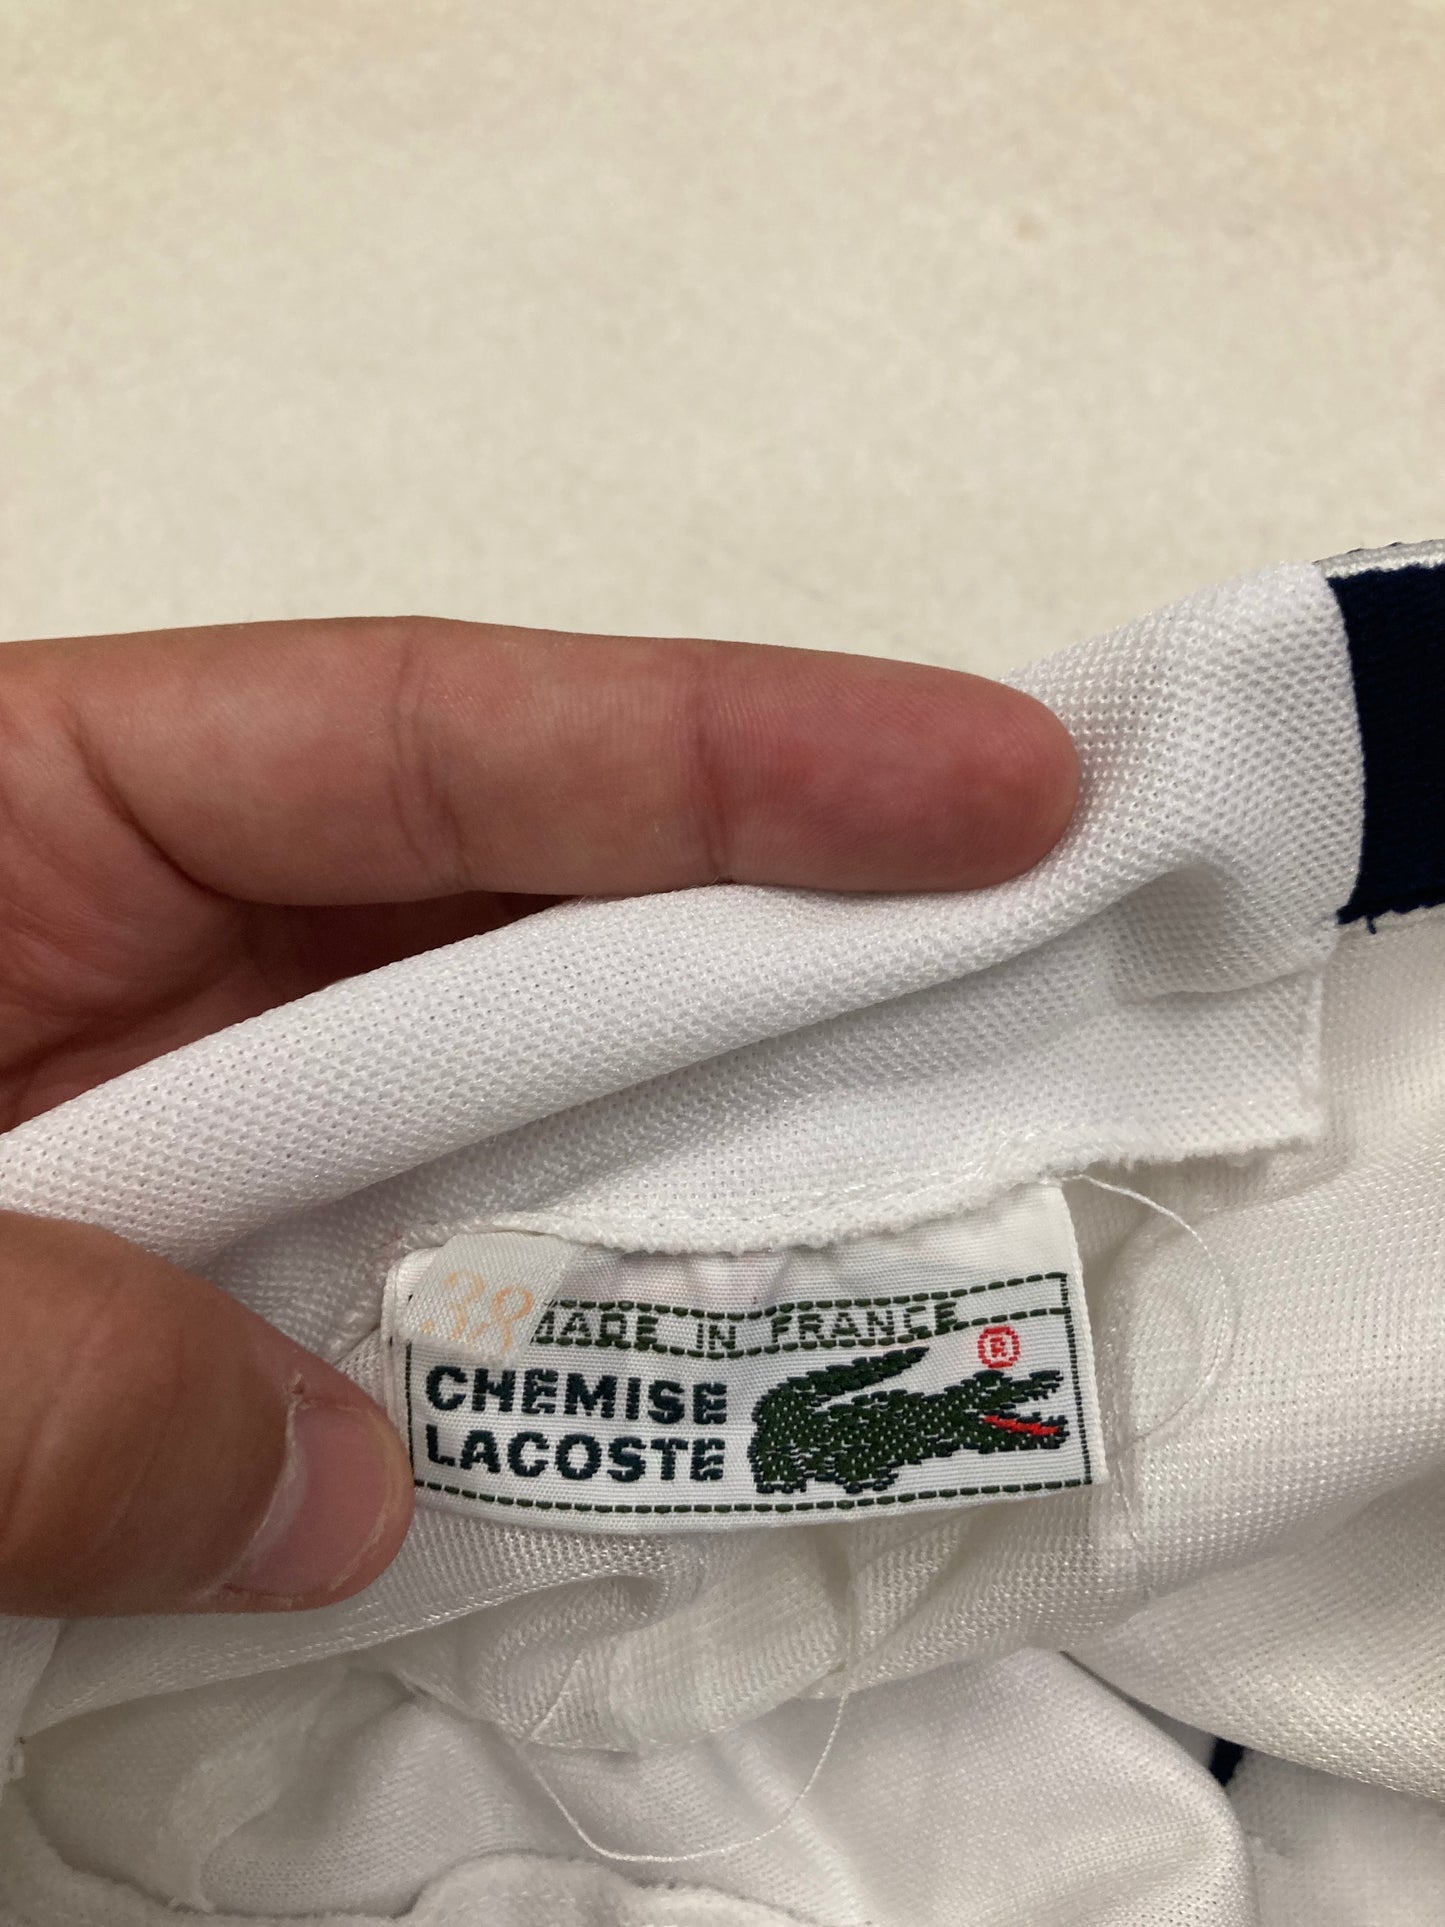 38
MADE IN FRANCE
®
CHEMISE
LACOSTE